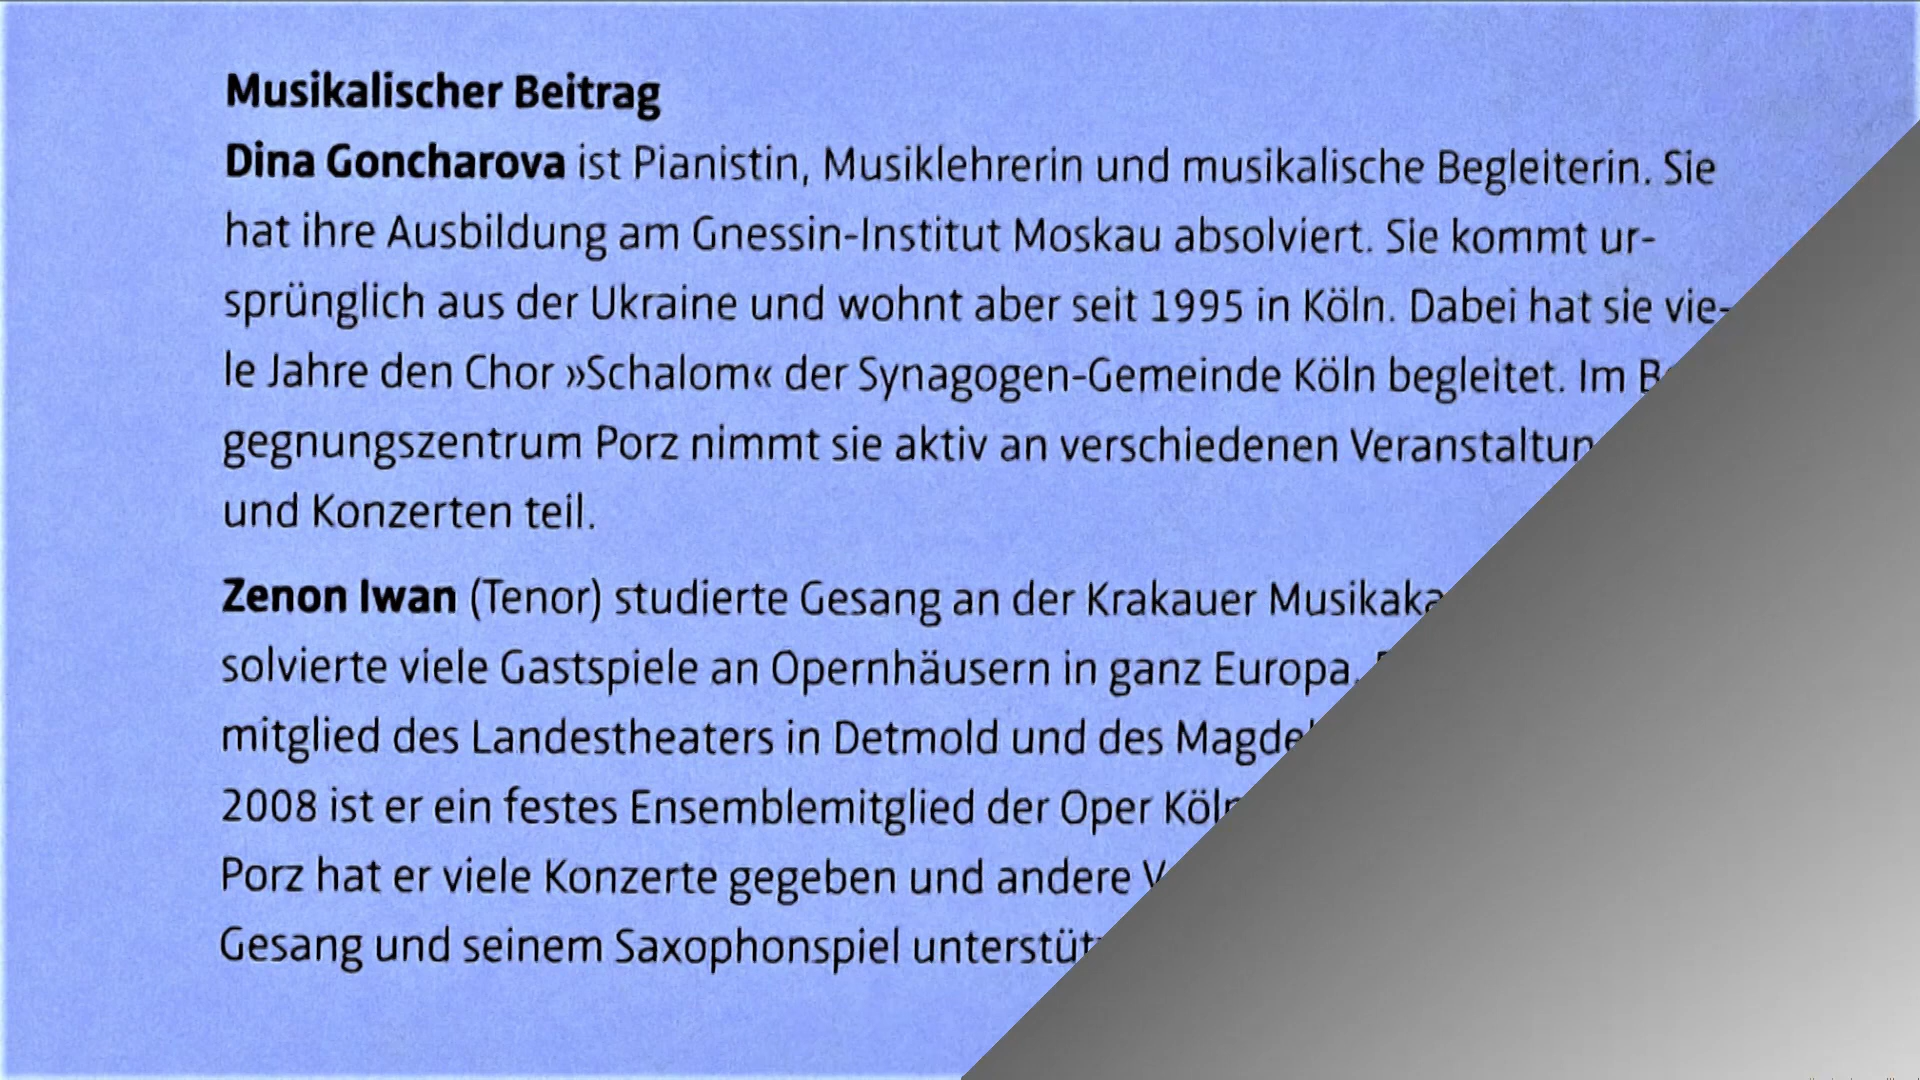 Musikalischer Beitrag
Dina Goncharova ist Pianistin, Musiklehrerin und musikalische Begleiterin. Sie
hat ihre Ausbildung am Gnessin-Institut Moskau absolviert. Sie kommt ur-
sprünglich aus der Ukraine und wohnt aber seit 1995 in Köln. Dabei hat sie vie-
le Jahre den Chor »Schalom« der Synagogen-Gemeinde Köln begleitet. Im
gegnungszentrum Porz nimmt sie aktiv an verschiedenen
und Konzerten teil.
Zenon Iwan (Tenor) studierte Gesang an der Krakauer
solvierte viele Gastspiele an Opernhäusern in ganz Europa.
mitglied des Landestheaters in Detmold und des
2008 ist er ein festes Ensemblemitglied der Oper
Porz hat er viele Konzerte gegeben und andere
Gesang und seinem Saxophonspiel